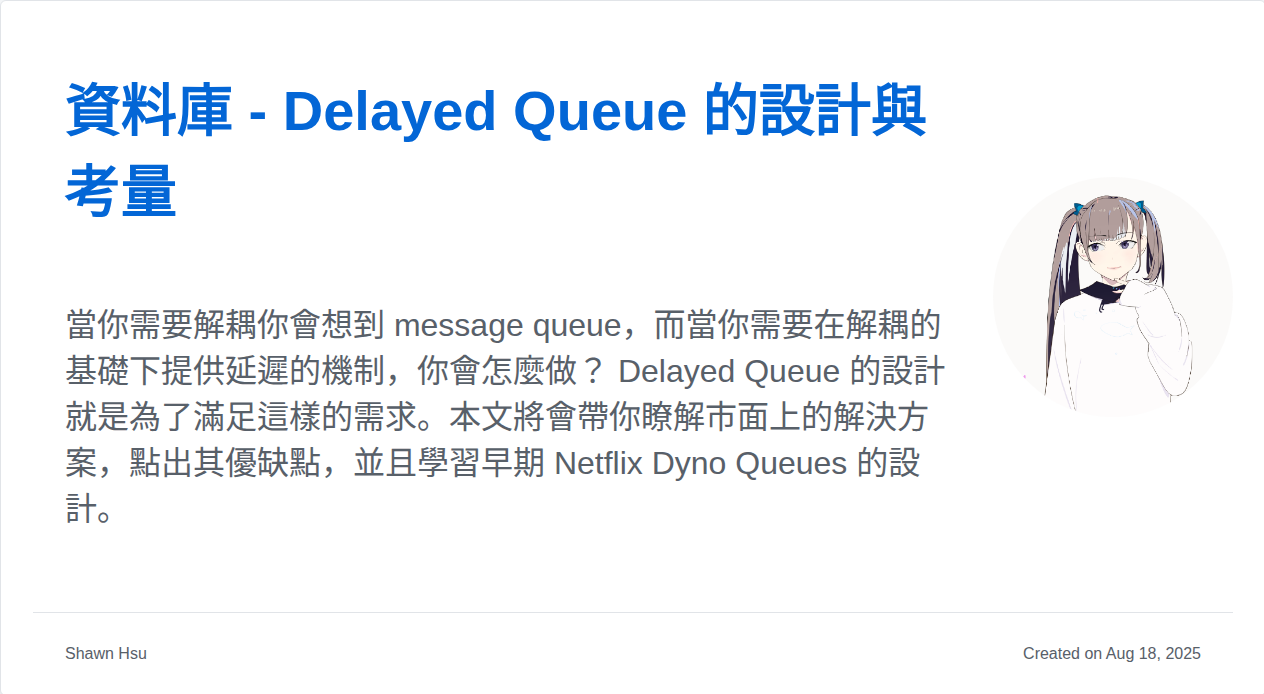 資料庫 - Delayed Queue 的設計與
考量
當你需要解耦你會想到 message queue，而當你需要在解耦的
基礎下提供延遲的機制，你會怎麼做？ Delayed Queue 的設計
就是為了滿足這樣的需求。本文將會帶你瞭解市面上的解決方
案，點出其優缺點，並且學習早期 Netflix Dyno Queues 的設
計。
Shawn Hsu
Created on Aug 18, 2025